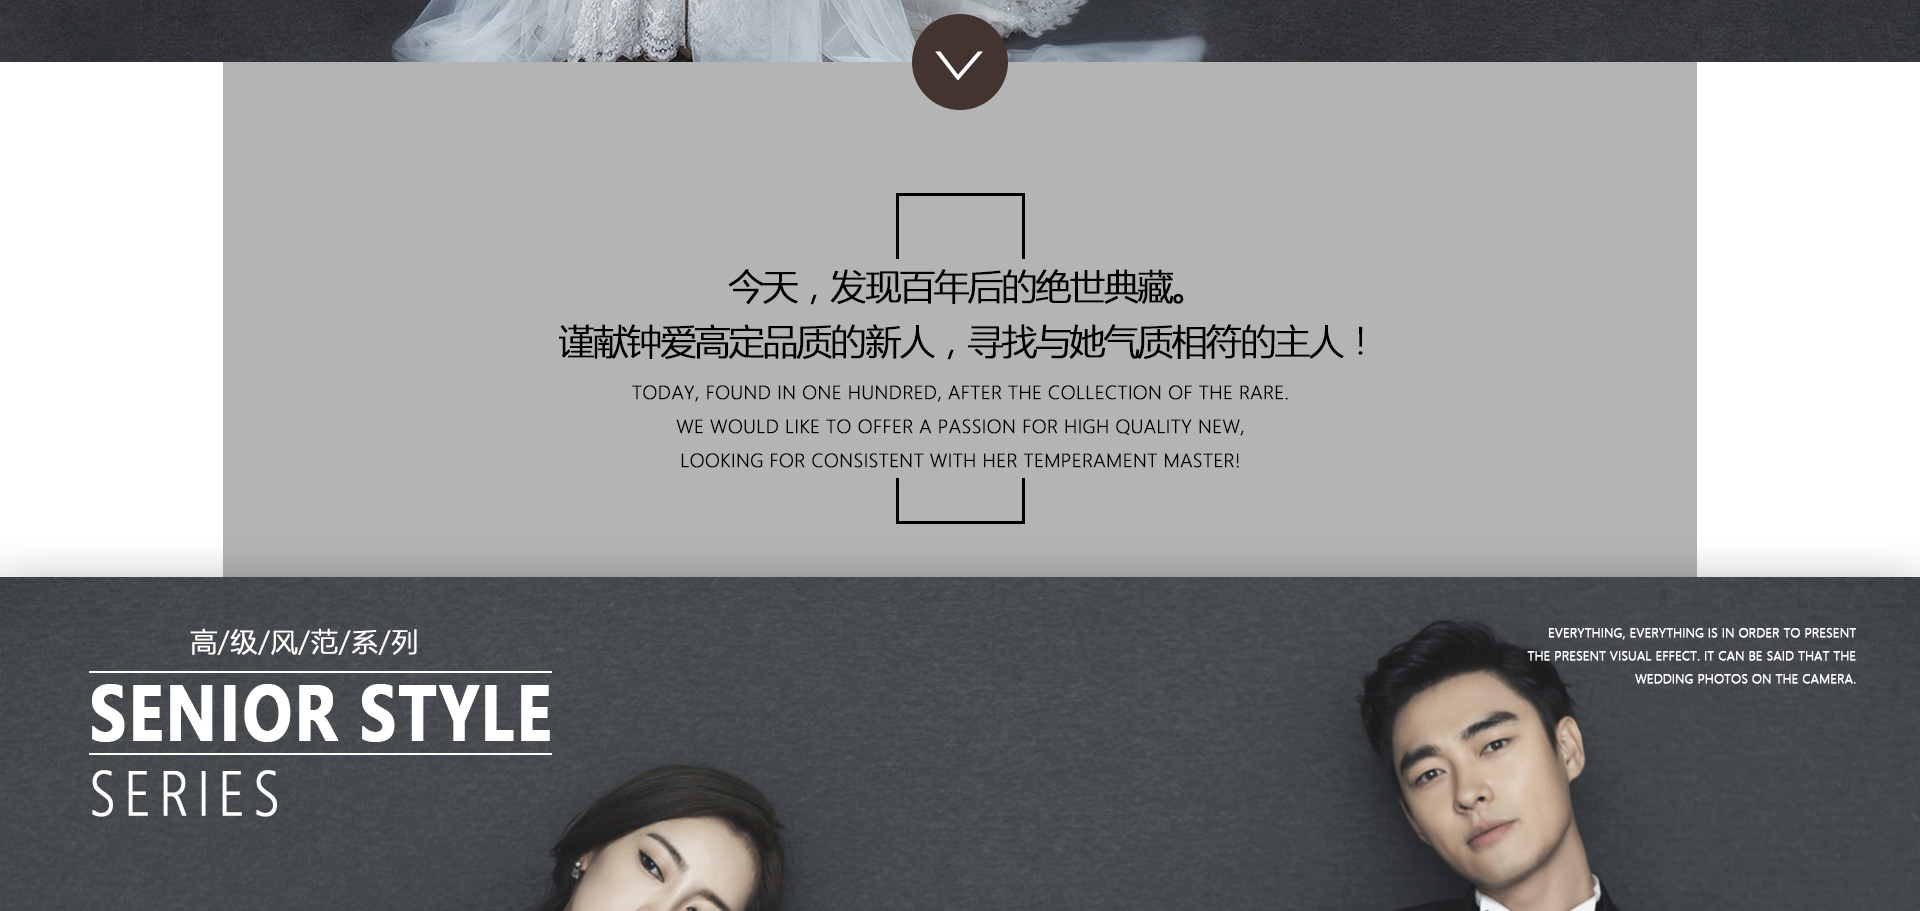 今天，发现百年后的绝世典藏。
谨献钟爱高定品质的新人，寻找与她气质相符的主人！
TODAY, FOUND IN ONE HUNDRED, AFTER THE COLLECTION OF THE RARE.
WE WOULD LIKE TO OFFER A PASSION FOR HIGH QUALITY NEW,
LOOKING FOR CONSISTENT WITH HER TEMPERAMENT MASTER!
高/级/风/范/系/列
SENIOR STYLE
SERIES
EVERYTHING, EVERYTHING IS IN ORDER TO PRESENT
THE PRESENT VISUAL EFFECT. IT CAN BE SAID THAT THE
WEDDING PHOTOS ON THE CAMERA.